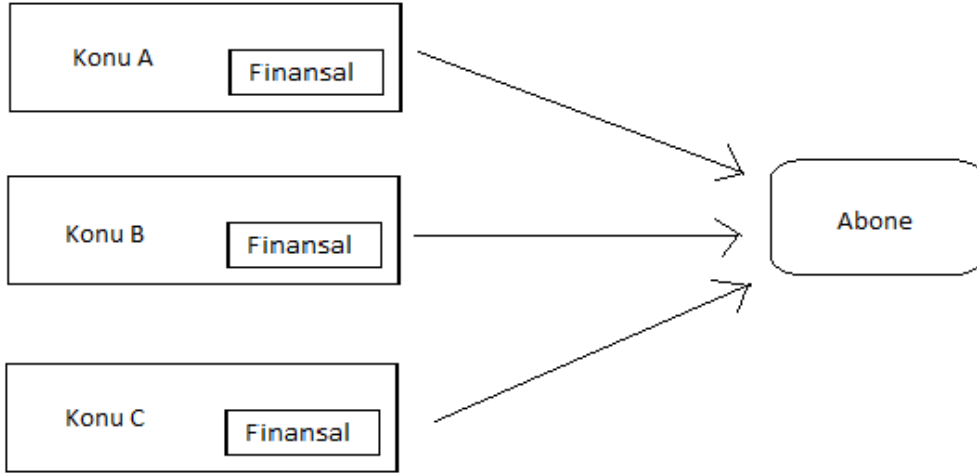 Konu A
Finansal
Konu B
Finansal
Abone
Konu C
Finansal